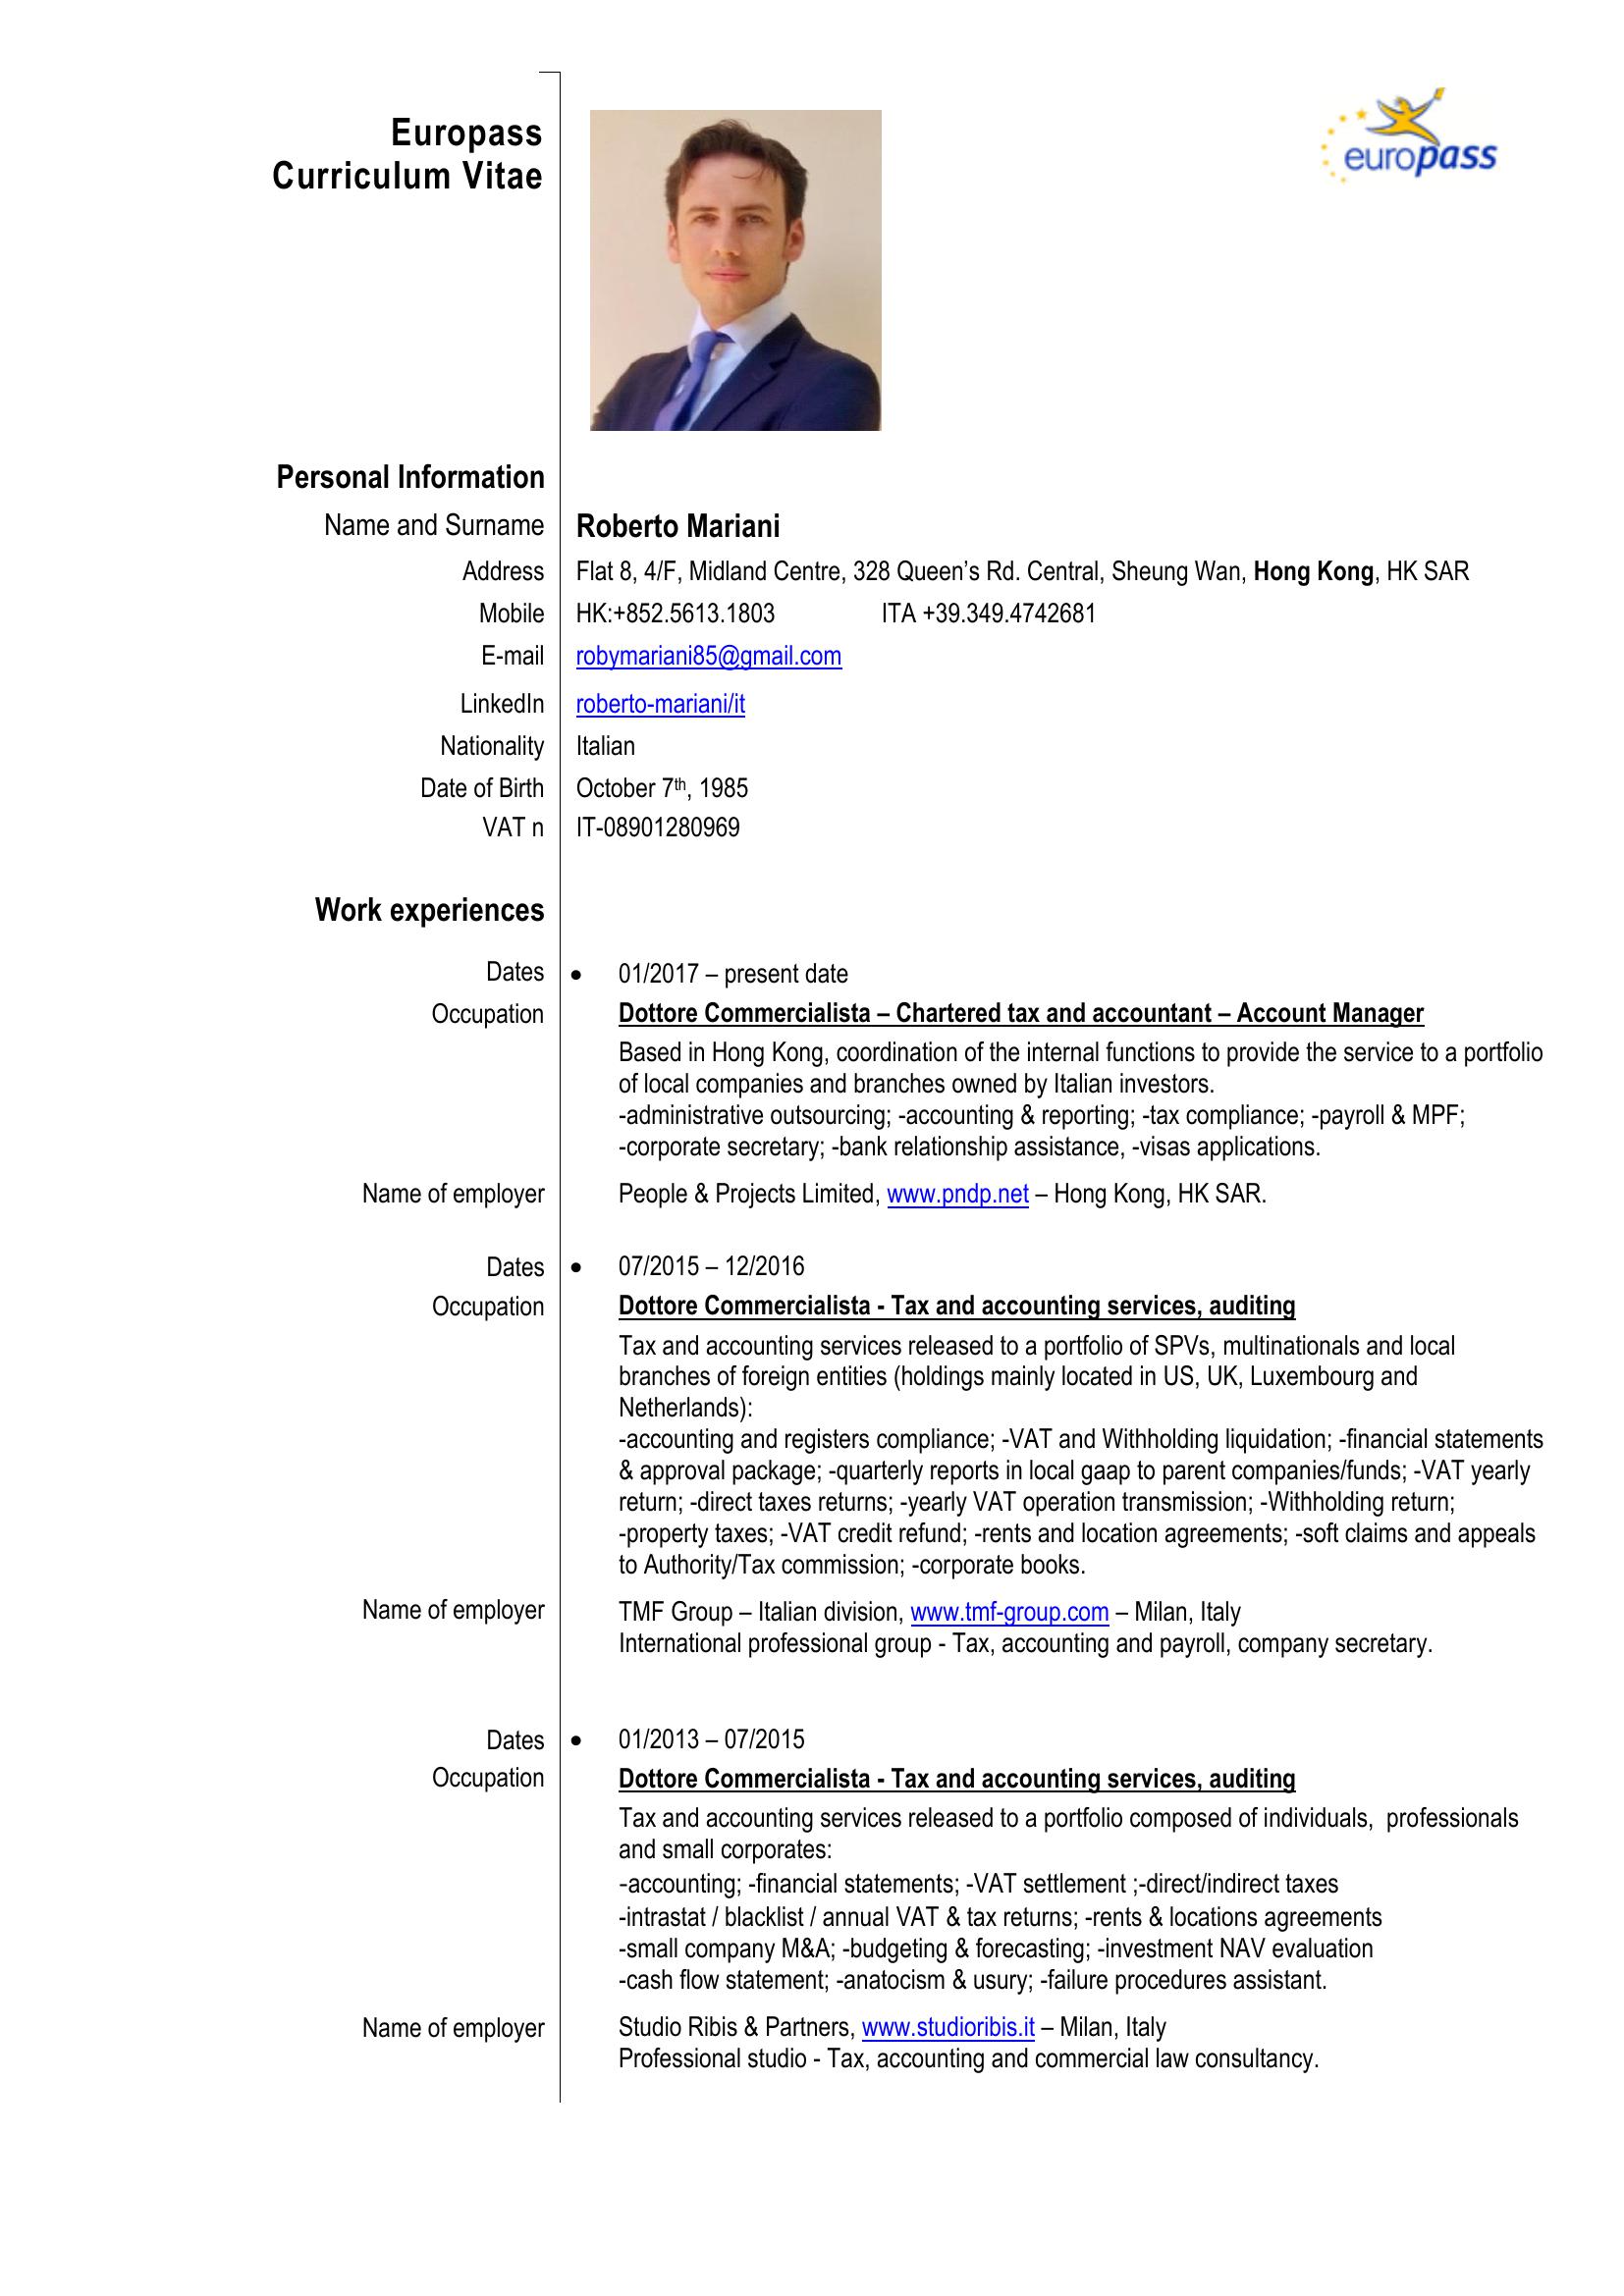 Europass
Curriculum Vitae
europass
Personal Information
Name and Surname Roberto Mariani
Address Flat 8, 4/F, Midland Centre, 328 Queen’s Rd. Central, Sheung Wan, Hong Kong, HK SAR
Mobile HK:+852.5613.1803 ITA +39.349.4742681
E-mail robymariani85@gmail.com
LinkedIn roberto-mariani/it
Nationality Italian
Date of Birth October 7th, 1985
VAT n IT-08901280969
Work experiences
Dates • 01/2017 – present date
Occupation Dottore Commercialista – Chartered tax and accountant – Account Manager
Based in Hong Kong, coordination of the internal functions to provide the service to a portfolio
of local companies and branches owned by Italian investors.
-administrative outsourcing; -accounting & reporting; -tax compliance; -payroll & MPF;
-corporate secretary; -bank relationship assistance, -visas applications.
Name of employer People & Projects Limited, www.pndp.net – Hong Kong, HK SAR.
Dates • 07/2015 – 12/2016
Occupation Dottore Commercialista - Tax and accounting services, auditing
Tax and accounting services released to a portfolio of SPVs, multinationals and local
branches of foreign entities (holdings mainly located in US, UK, Luxembourg and
Netherlands):
-accounting and registers compliance; -VAT and Withholding liquidation; -financial statements
& approval package; -quarterly reports in local gaap to parent companies/funds; -VAT yearly
return; -direct taxes returns; -yearly VAT operation transmission; -Withholding return;
-property taxes; -VAT credit refund; -rents and location agreements; -soft claims and appeals
to Authority/Tax commission; -corporate books.
Name of employer TMF Group – Italian division, www.tmf-group.com – Milan, Italy
International professional group - Tax, accounting and payroll, company secretary.
Dates • 01/2013 – 07/2015
Occupation Dottore Commercialista - Tax and accounting services, auditing
Tax and accounting services released to a portfolio composed of individuals,  professionals
and small corporates:
-accounting; -financial statements; -VAT settlement ;-direct/indirect taxes
-intrastat / blacklist / annual VAT & tax returns; -rents & locations agreements
-small company M&A; -budgeting & forecasting; -investment NAV evaluation
-cash flow statement; -anatocism & usury; -failure procedures assistant.
Name of employer Studio Ribis & Partners, www.studioribis.it – Milan, Italy
Professional studio - Tax, accounting and commercial law consultancy.